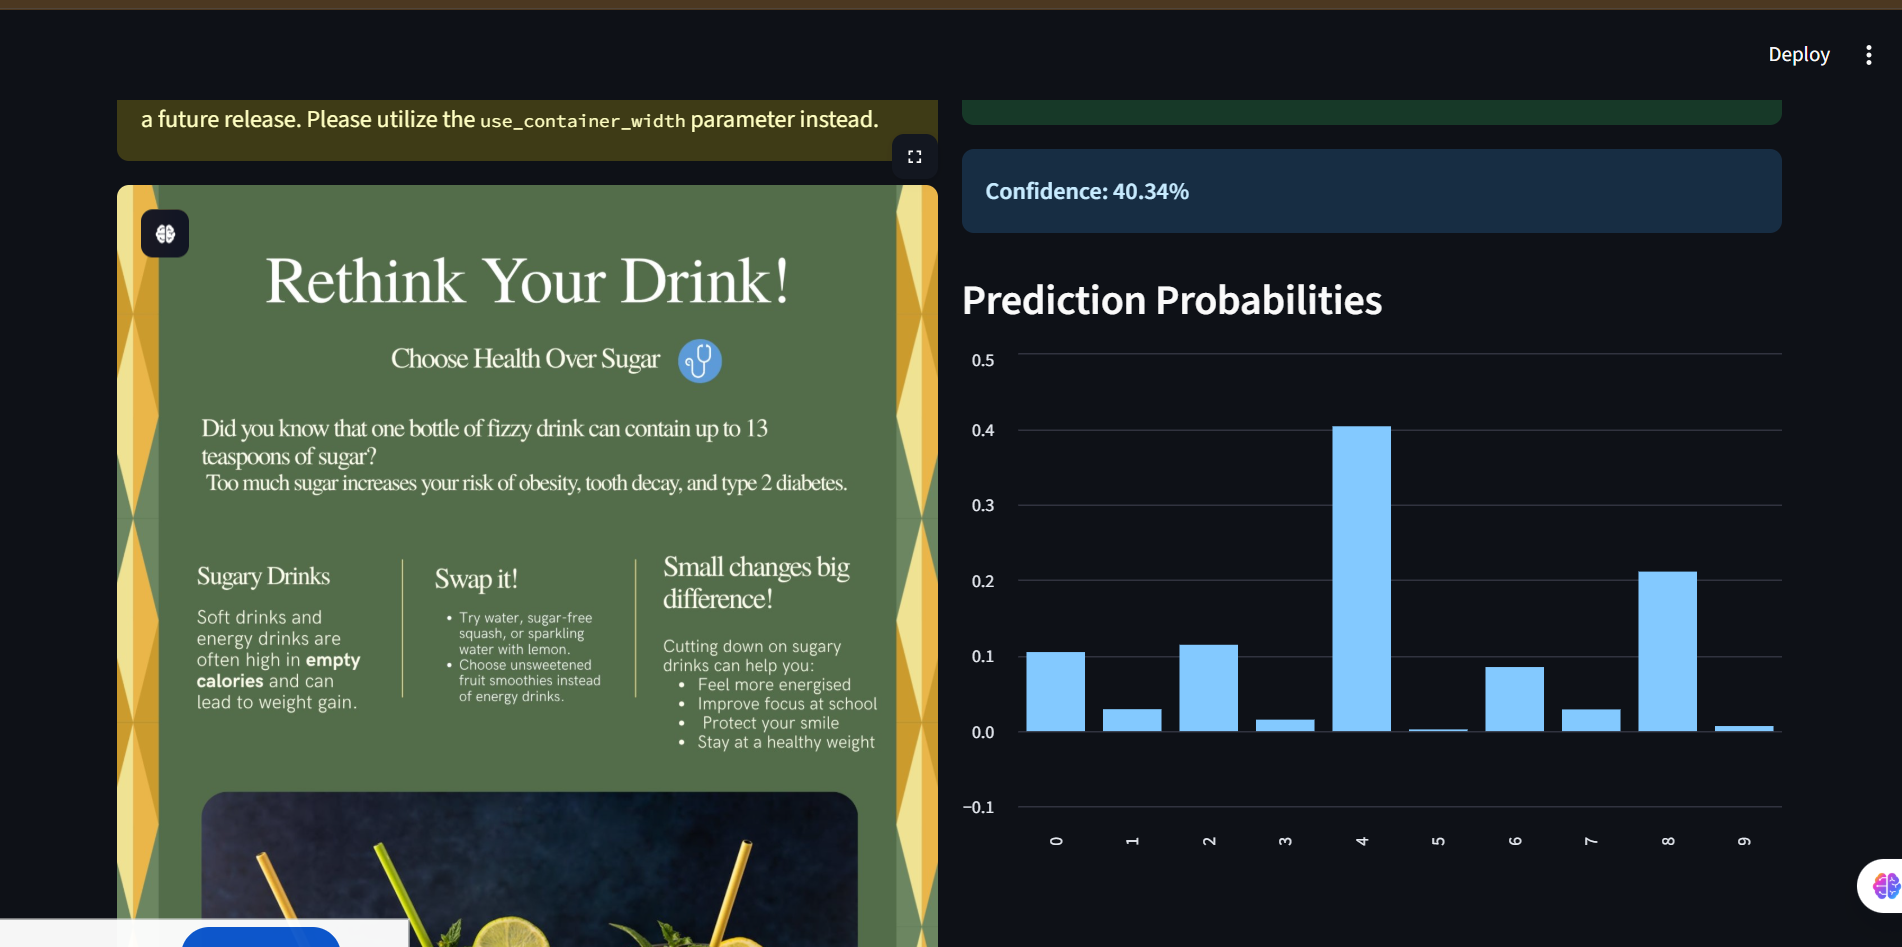 Deploy
a future release. Please utilize the use_container_width parameter instead.
Rethink Your Drink!
Choose Health Over Sugar
Did you know that one bottle of fizzy drink can contain up to 13
teaspoons of sugar?
Too much sugar increases your risk of obesity, tooth decay, and type 2 diabetes.
Sugary Drinks
Soft drinks and
energy drinks are
often high in empty
calories and can
lead to weight gain.
Swap it!
• Try water, sugar-free
squash, or sparkling
water with lemon.
• Choose unsweetened
fruit smoothies instead
of energy drinks.
Small changes big
difference!
Cutting down on sugary
drinks can help you:
• Feel more energised
• Improve focus at school
• Protect your smile
• Stay at a healthy weight
Confidence: 40.34%
Prediction Probabilities
0.5
0.4
0.3
0.2
0.1
0.0
−0.1
0 1 2 3 4 5 6 7 8 9